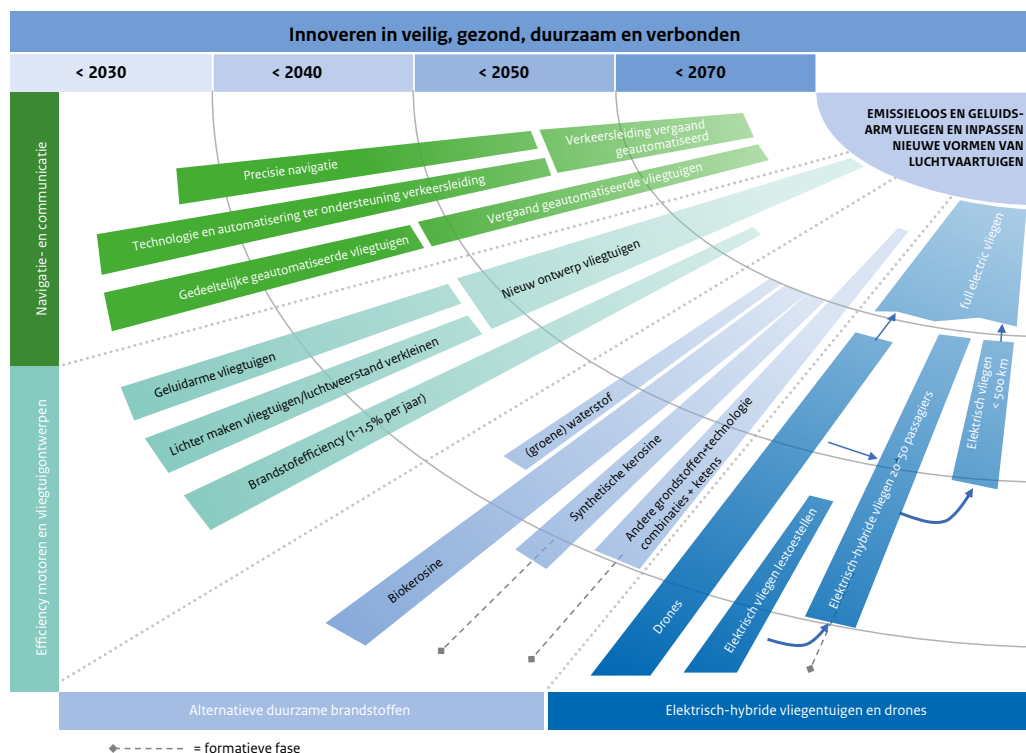 Innoveren in veilig, gezond, duurzaam en verbonden
< 2030
< 2040
< 2050
< 2070
EMISSIELOOS EN GELUIDS-
ARM VLIEGEN EN INPASSEN
NIEUWE VORMEN VAN
LUCHTVAARTUIGEN
Navigatie- en communicatie
Precisie navigatie
Verkeersleiding vergaand
geautomatiseerd
Technologie en automatisering ter ondersteuning verkeersleiding
Gedeeltelijke geautomatiseerde vliegtuigen
Vergaand geautomatiseerde vliegtuigen
Efficiency motoren en vliegtuigontwerpen
Geluidarme vliegtuigen
Nieuw ontwerp vliegtuigen
Lichter maken vliegtuigen/luchtweerstand verkleinen
Brandstofefficiency (1-1,5% per jaar)
(groene) waterstof
Biokerosine
Synthetische kerosine
Andere grondstoffen+technologie
combinaties + ketens
Drones
Elektrisch vliegen lestoestellen
Elektrisch-hybride vliegen 20-50 passagiers
Elektrisch vliegen
< 500 km
full electric vliegen
Alternatieve duurzame brandstoffen
Elektrisch-hybride vliegentuigen en drones
= formatieve fase